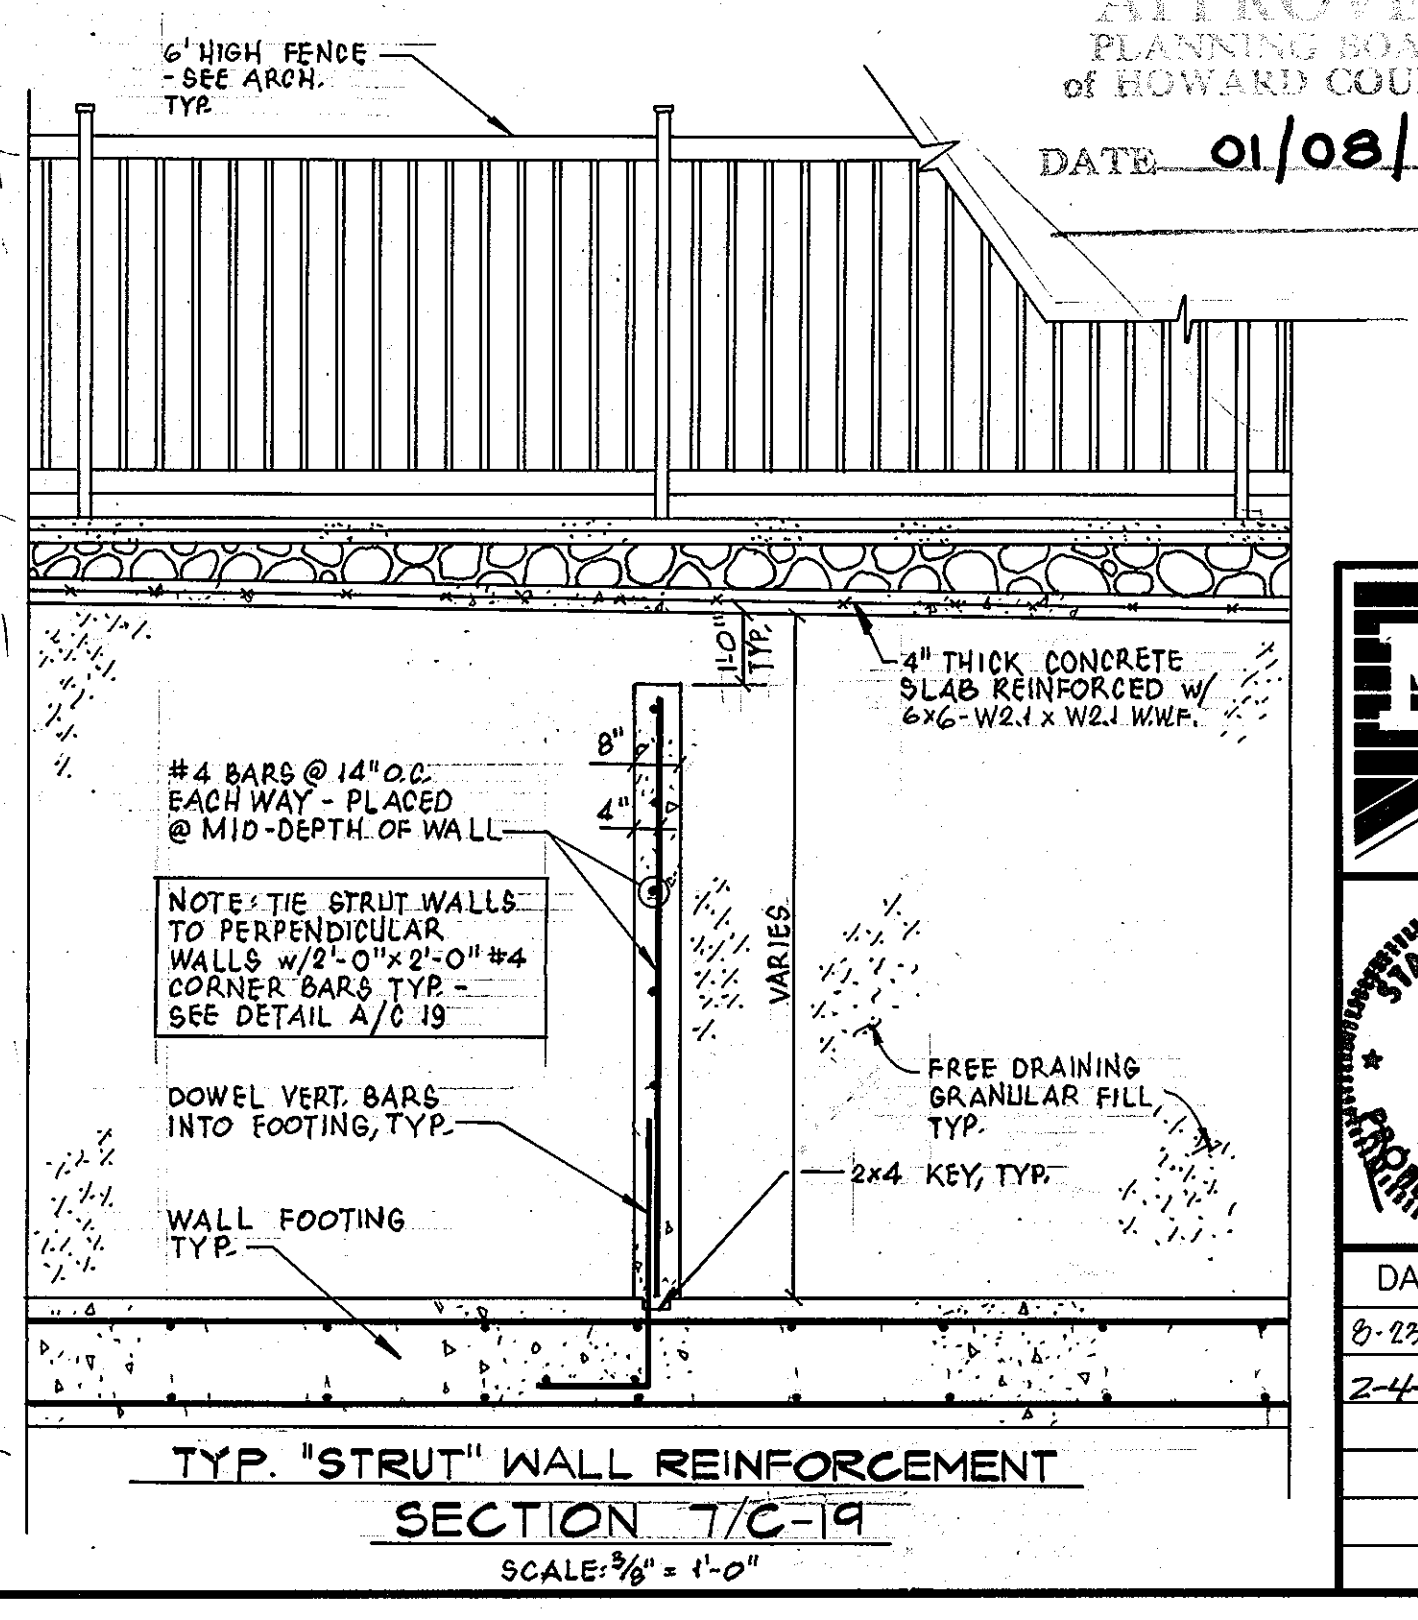 6' HIGH FENCE
- SEE ARCH.
TYP.
PLANNING
of HOWARD
DATE 01/08/
1'-0"
TYP.
4" THICK CONCRETE
SLAB REINFORCED W/
6x6-W2.1 x W2.1 W.W.F.
8"
4"
#4 BARS @ 14" O.C.
EACH WAY - PLACED
@ MID-DEPTH OF WALL
NOTE: TIE STRUT WALLS
TO PERPENDICULAR
WALLS w/2'-0"x2'-0" #4
CORNER BARS TYP. -
SEE DETAIL A/C 19
VARIES
FREE DRAINING
GRANULAR FILL
TYP.
DOWEL VERT. BARS
INTO FOOTING, TYP.
2x4 KEY, TYP.
WALL FOOTING
TYP.
DA
8-23
2-4-
TYP. "STRUT" WALL REINFORCEMENT
SECTION 7/C-19
SCALE: 3/8" = 1'-0"